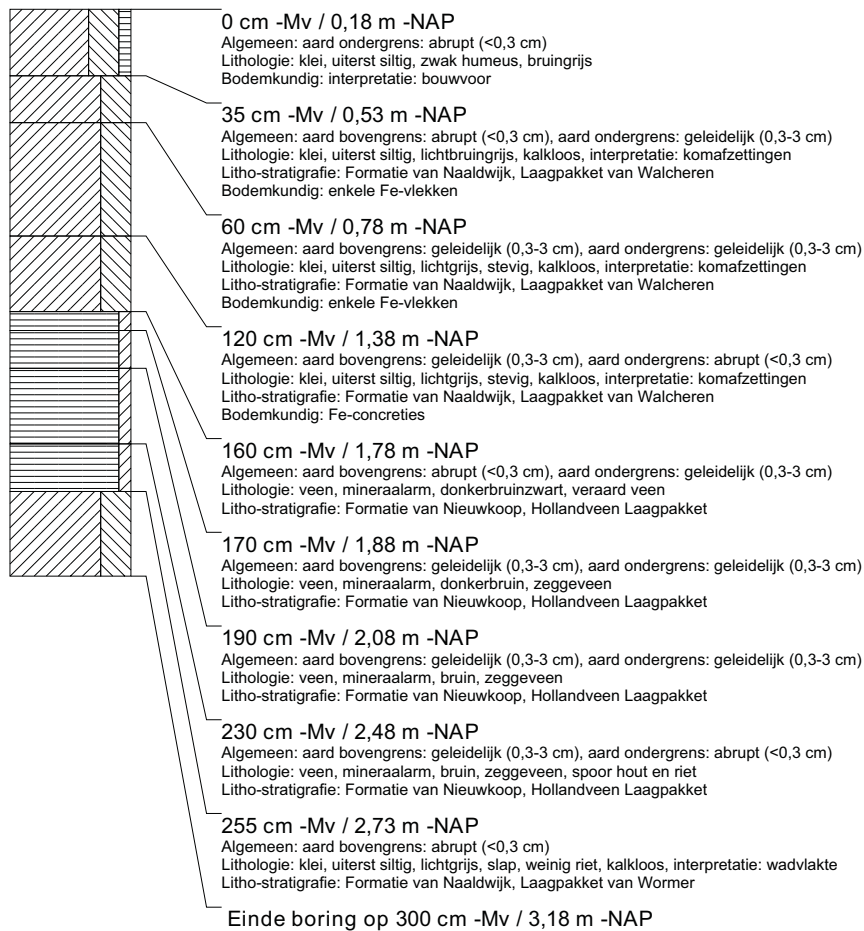 0 cm -Mv / 0,18 m -NAP
Algemeen: aard ondergrens: abrupt (<0,3 cm)
Lithologie: klei, uiterst siltig, zwak humeus, bruingrijs
Bodemkundig: interpretatie: bouwvoor
35 cm -Mv / 0,53 m -NAP
Algemeen: aard bovengrens: abrupt (<0,3 cm), aard ondergrens: geleidelijk (0,3-3 cm)
Lithologie: klei, uiterst siltig, lichtbruingrijs, kalkloos, interpretatie: komafzettingen
Litho-stratigrafie: Formatie van Naaldwijk, Laagpakket van Walcheren
Bodemkundig: enkele Fe-vlekken
60 cm -Mv / 0,78 m -NAP
Algemeen: aard bovengrens: geleidelijk (0,3-3 cm), aard ondergrens: geleidelijk (0,3-3 cm)
Lithologie: klei, uiterst siltig, lichtgrijs, stevig, kalkloos, interpretatie: komafzettingen
Litho-stratigrafie: Formatie van Naaldwijk, Laagpakket van Walcheren
Bodemkundig: enkele Fe-vlekken
120 cm -Mv / 1,38 m -NAP
Algemeen: aard bovengrens: geleidelijk (0,3-3 cm), aard ondergrens: abrupt (<0,3 cm)
Lithologie: klei, uiterst siltig, lichtgrijs, stevig, kalkloos, interpretatie: komafzettingen
Litho-stratigrafie: Formatie van Naaldwijk, Laagpakket van Walcheren
Bodemkundig: Fe-concreties
160 cm -Mv / 1,78 m -NAP
Algemeen: aard bovengrens: abrupt (<0,3 cm), aard ondergrens: geleidelijk (0,3-3 cm)
Lithologie: veen, mineraalarm, donkerbruinzwart, veraard veen
Litho-stratigrafie: Formatie van Nieuwkoop, Hollandveen Laagpakket
170 cm -Mv / 1,88 m -NAP
Algemeen: aard bovengrens: geleidelijk (0,3-3 cm), aard ondergrens: geleidelijk (0,3-3 cm)
Lithologie: veen, mineraalarm, donkerbruin, zeggeveen
Litho-stratigrafie: Formatie van Nieuwkoop, Hollandveen Laagpakket
190 cm -Mv / 2,08 m -NAP
Algemeen: aard bovengrens: geleidelijk (0,3-3 cm), aard ondergrens: geleidelijk (0,3-3 cm)
Lithologie: veen, mineraalarm, bruin, zeggeveen
Litho-stratigrafie: Formatie van Nieuwkoop, Hollandveen Laagpakket
230 cm -Mv / 2,48 m -NAP
Algemeen: aard bovengrens: geleidelijk (0,3-3 cm), aard ondergrens: abrupt (<0,3 cm)
Lithologie: veen, mineraalarm, bruin, zeggeveen, spoor hout en riet
Litho-stratigrafie: Formatie van Nieuwkoop, Hollandveen Laagpakket
255 cm -Mv / 2,73 m -NAP
Algemeen: aard bovengrens: abrupt (<0,3 cm)
Lithologie: klei, uiterst siltig, lichtgrijs, slap, weinig riet, kalkloos, interpretatie: wadvlakte
Litho-stratigrafie: Formatie van Naaldwijk, Laagpakket van Wormer
Einde boring op 300 cm -Mv / 3,18 m -NAP